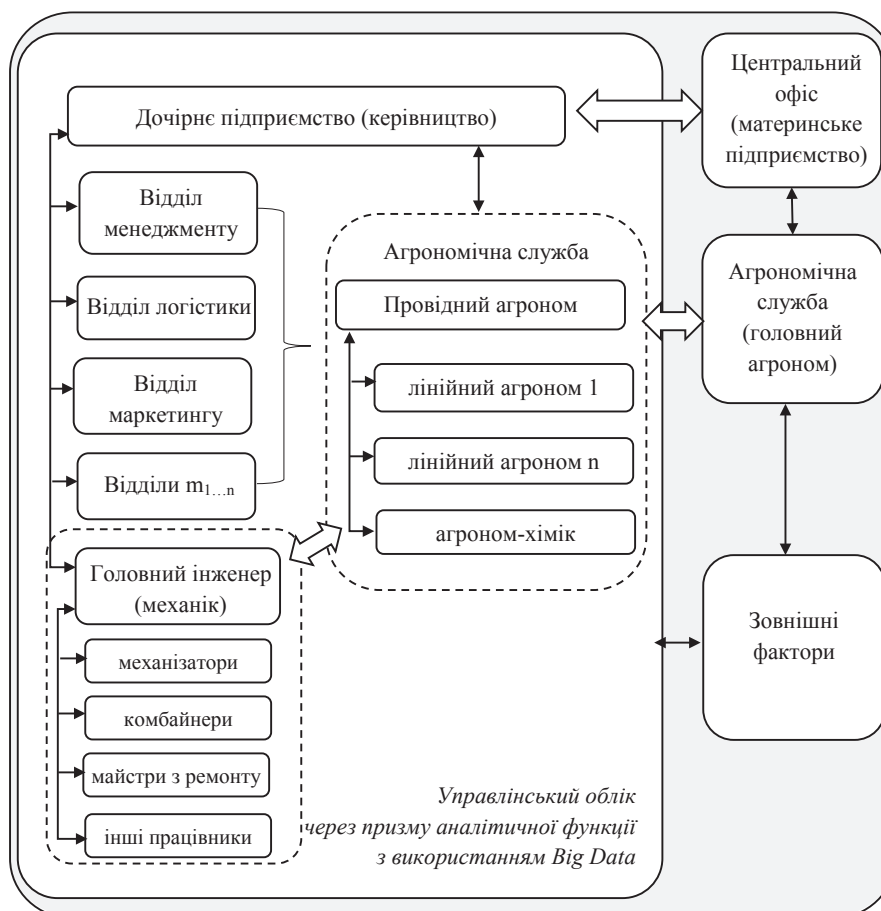 Дочірнє підприємство (керівництво)
Центральний
офіс
(материнське
підприємство)
Відділ
менеджменту
Відділ логістики
Відділ
маркетингу
Відділи m1…n
Агрономічна служба
Провідний агроном
лінійний агроном 1
лінійний агроном n
агроном-хімік
Агрономічна
служба
(головний
агроном)
Головний інженер
(механік)
механізатори
комбайнери
майстри з ремонту
інші працівники
Зовнішні
фактори
Управлінський облік
через призму аналітичної функції
з використанням Big Data